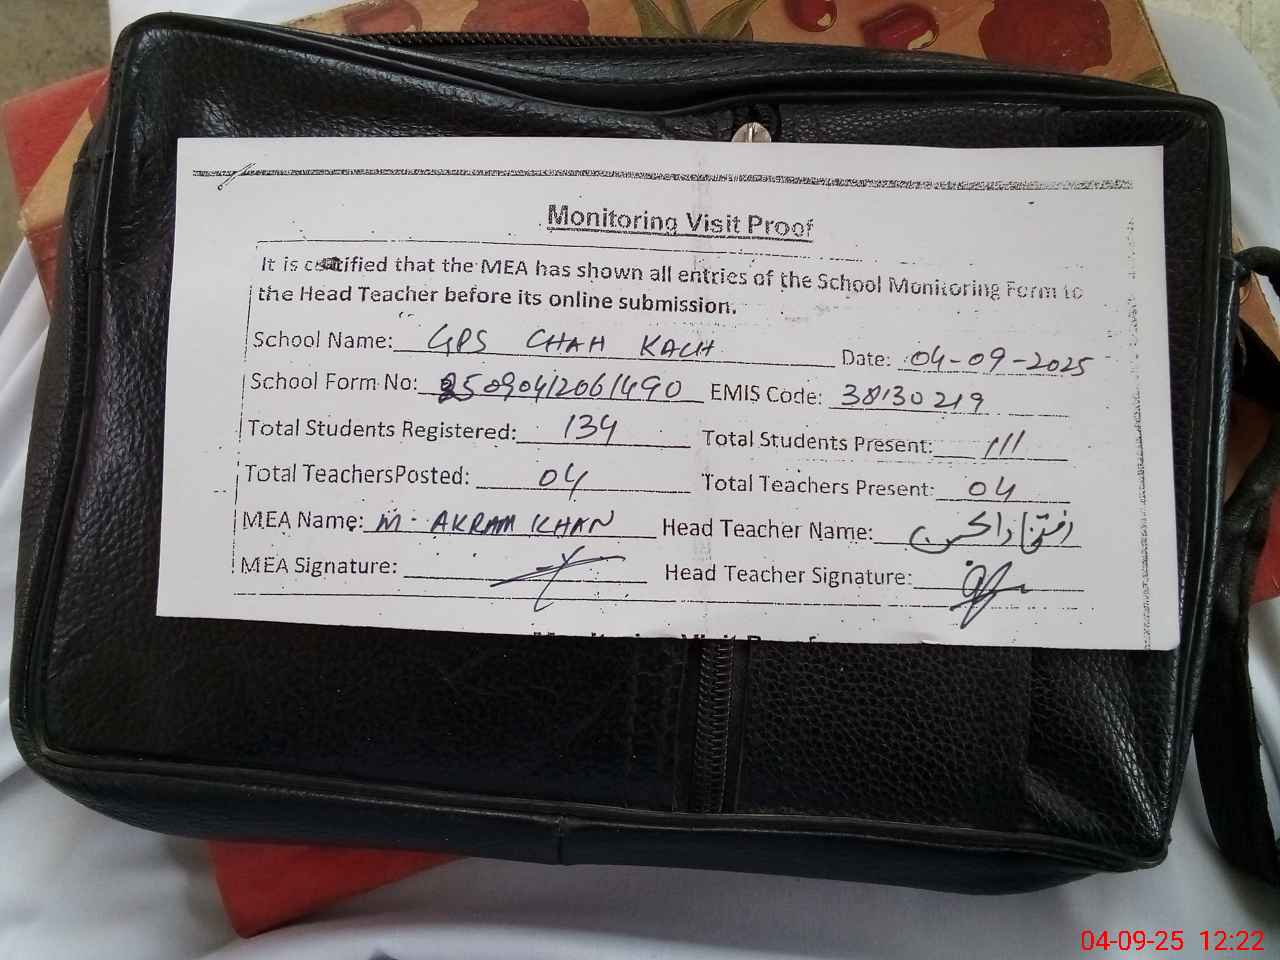 Monitoring Visit Proof
It is certified that the MEA has shown all entries of the School Monitoring Form to
the Head Teacher before its online submission.
School Name: GPS CHAH KACH Date: 04-09-2025
School Form No: 25090412061490 EMIS Code: 38130219
Total Students Registered: 134 Total Students Present: 111
Total TeachersPosted: 04 Total Teachers Present: 04
MEA Name: M. AKRAM KHAN Head Teacher Name:
MEA Signature: Head Teacher Signature:
Monitoring Visit Proof
04-09-25 12:22